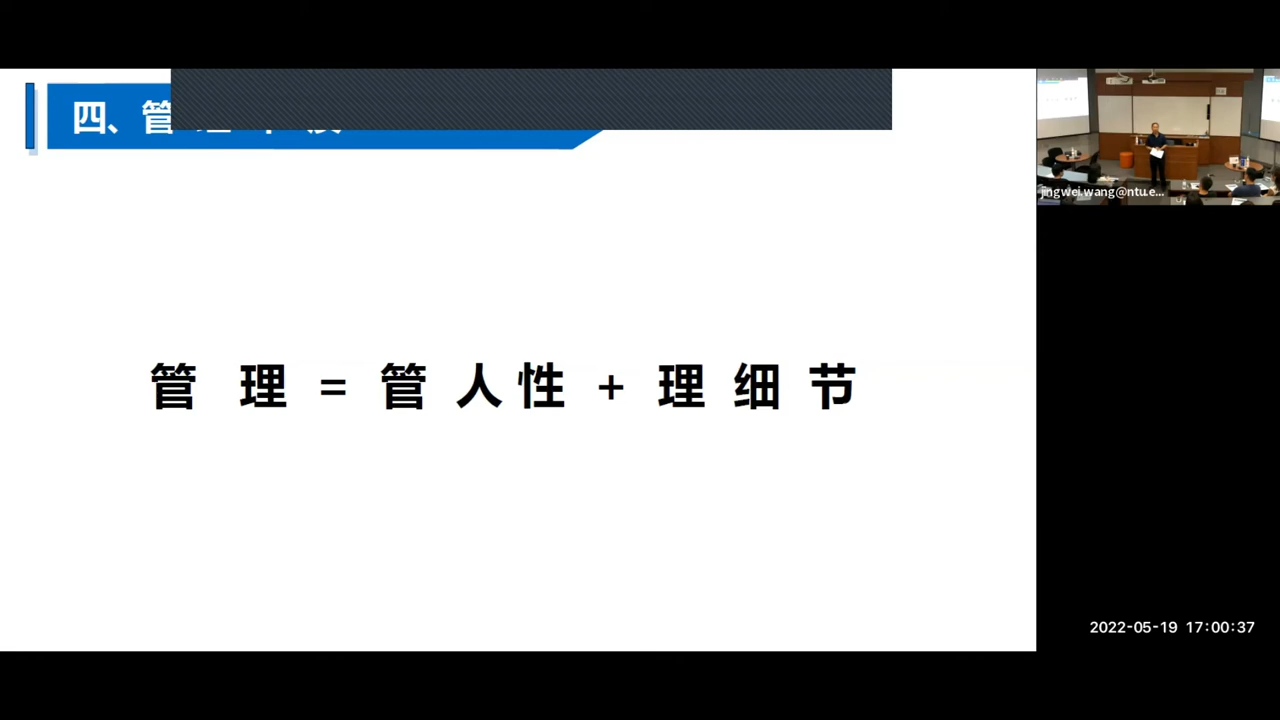 四、管
管 理 = 管 人 性 + 理 细 节
jingwei.wang@ntu.e...
2022-05-19 17:00:37